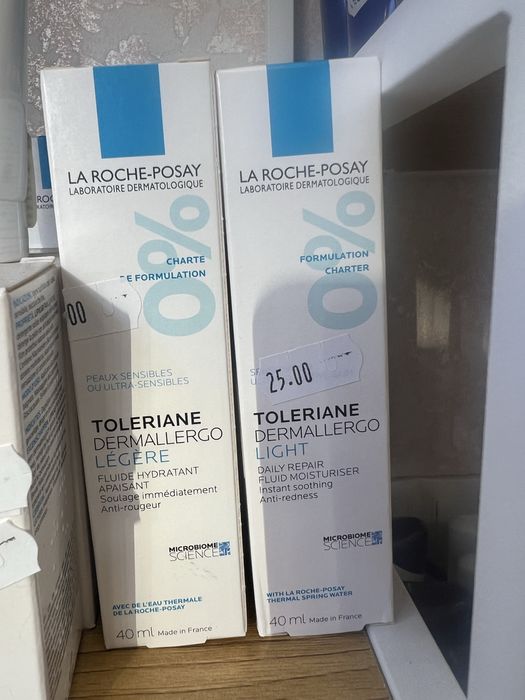 LA ROCHE-POSAY
LABORATOIRE DERMATOLOGIQUE
0%
CHARTE
DE FORMULATION
00
PEAUX SENSIBLES
OU ULTRA-SENSIBLES
TOLERIANE
DERMALLERGO
LÉGÈRE
FLUIDE HYDRATANT
APAISANT
Soulage immédiatement
Anti-rougeur
MICROBIOME
SCIENCE
AVEC DE L'EAU THERMALE
DE LA ROCHE-POSAY
40 ml Made in France
LA ROCHE-POSAY
LABORATOIRE DERMATOLOGIQUE
0%
FORMULATION
CHARTER
25.00
TOLERIANE
DERMALLERGO
LIGHT
DAILY REPAIR
FLUID MOISTURISER
Instant soothing
Anti-redness
MICROBIOME
SCIENCE
WITH LA ROCHE-POSAY
THERMAL SPRING WATER
40 ml Made in France